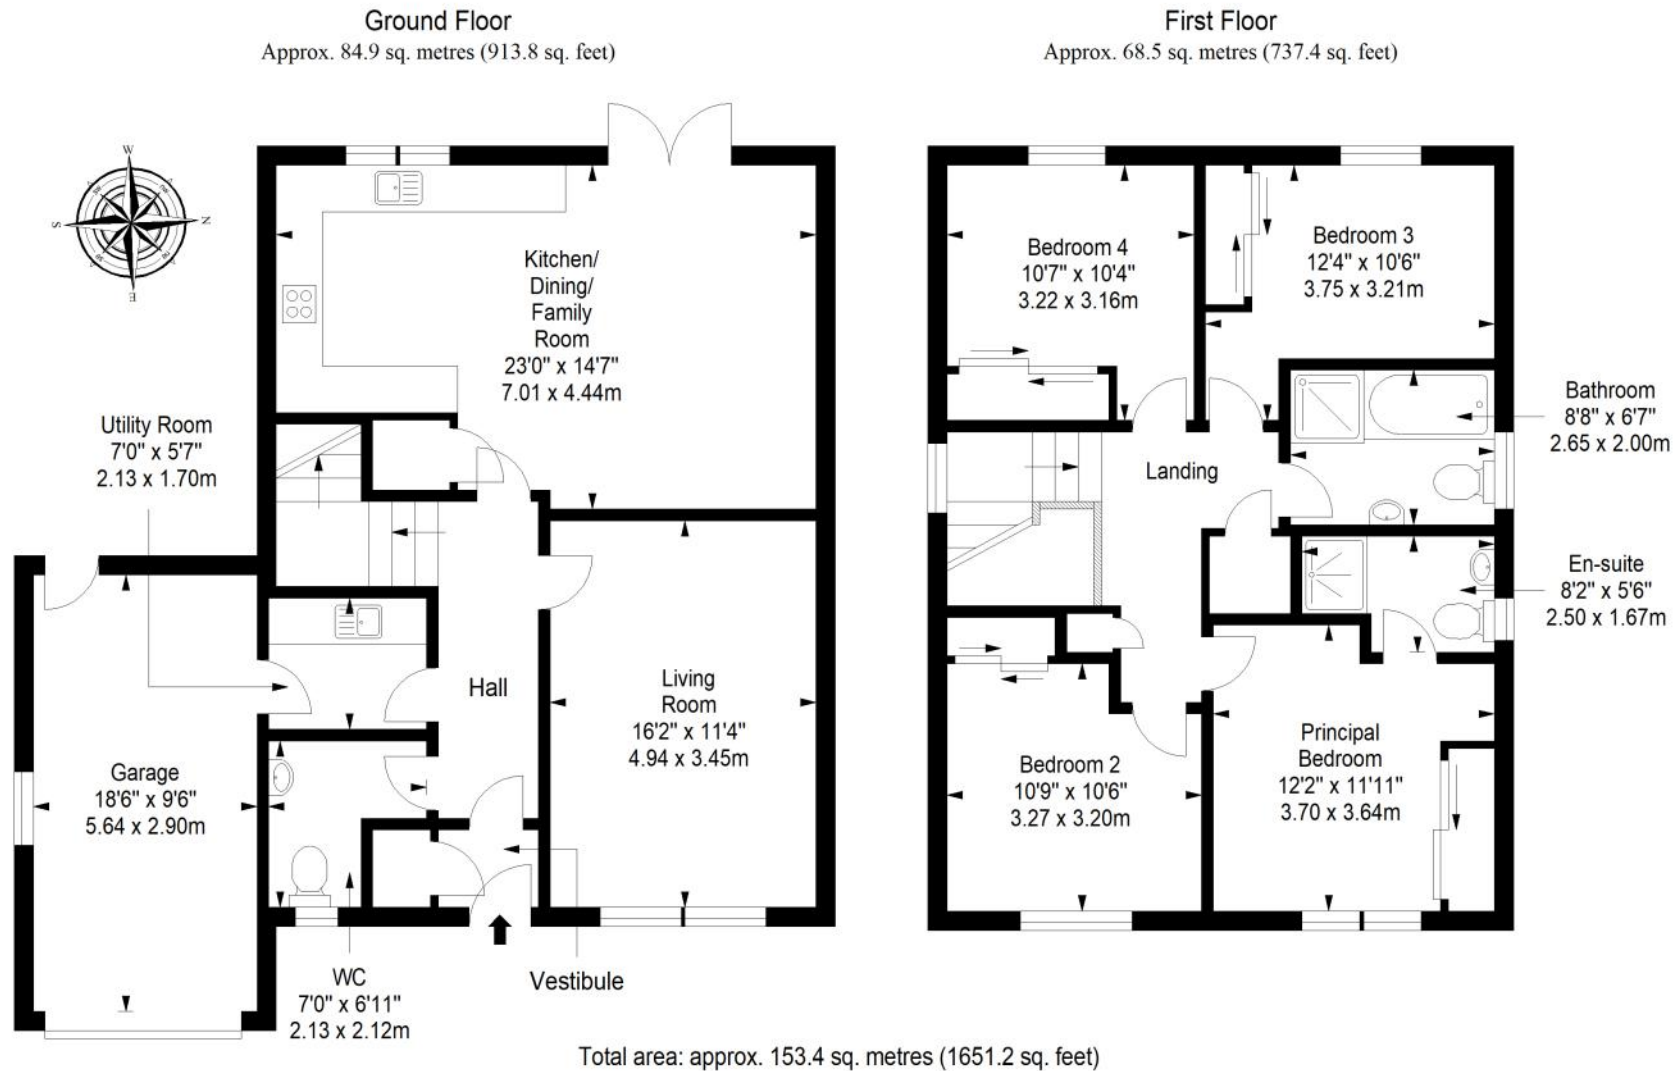 Ground Floor
Approx. 84.9 sq. metres (913.8 sq. feet)
First Floor
Approx. 68.5 sq. metres (737.4 sq. feet)
W
S
N
E
Kitchen/
Dining/
Family
Room
23'0" x 14'7"
7.01 x 4.44m
Utility Room
7'0" x 5'7"
2.13 x 1.70m
Hall
Living
Room
16'2" x 11'4"
4.94 x 3.45m
Garage
18'6" x 9'6"
5.64 x 2.90m
WC
7'0" x 6'11"
2.13 x 2.12m
Vestibule
Bedroom 4
10'7" x 10'4"
3.22 x 3.16m
Bedroom 3
12'4" x 10'6"
3.75 x 3.21m
Bathroom
8'8" x 6'7"
2.65 x 2.00m
Landing
En-suite
8'2" x 5'6"
2.50 x 1.67m
Bedroom 2
10'9" x 10'6"
3.27 x 3.20m
Principal
Bedroom
12'2" x 11'11"
3.70 x 3.64m
Total area: approx. 153.4 sq. metres (1651.2 sq. feet)